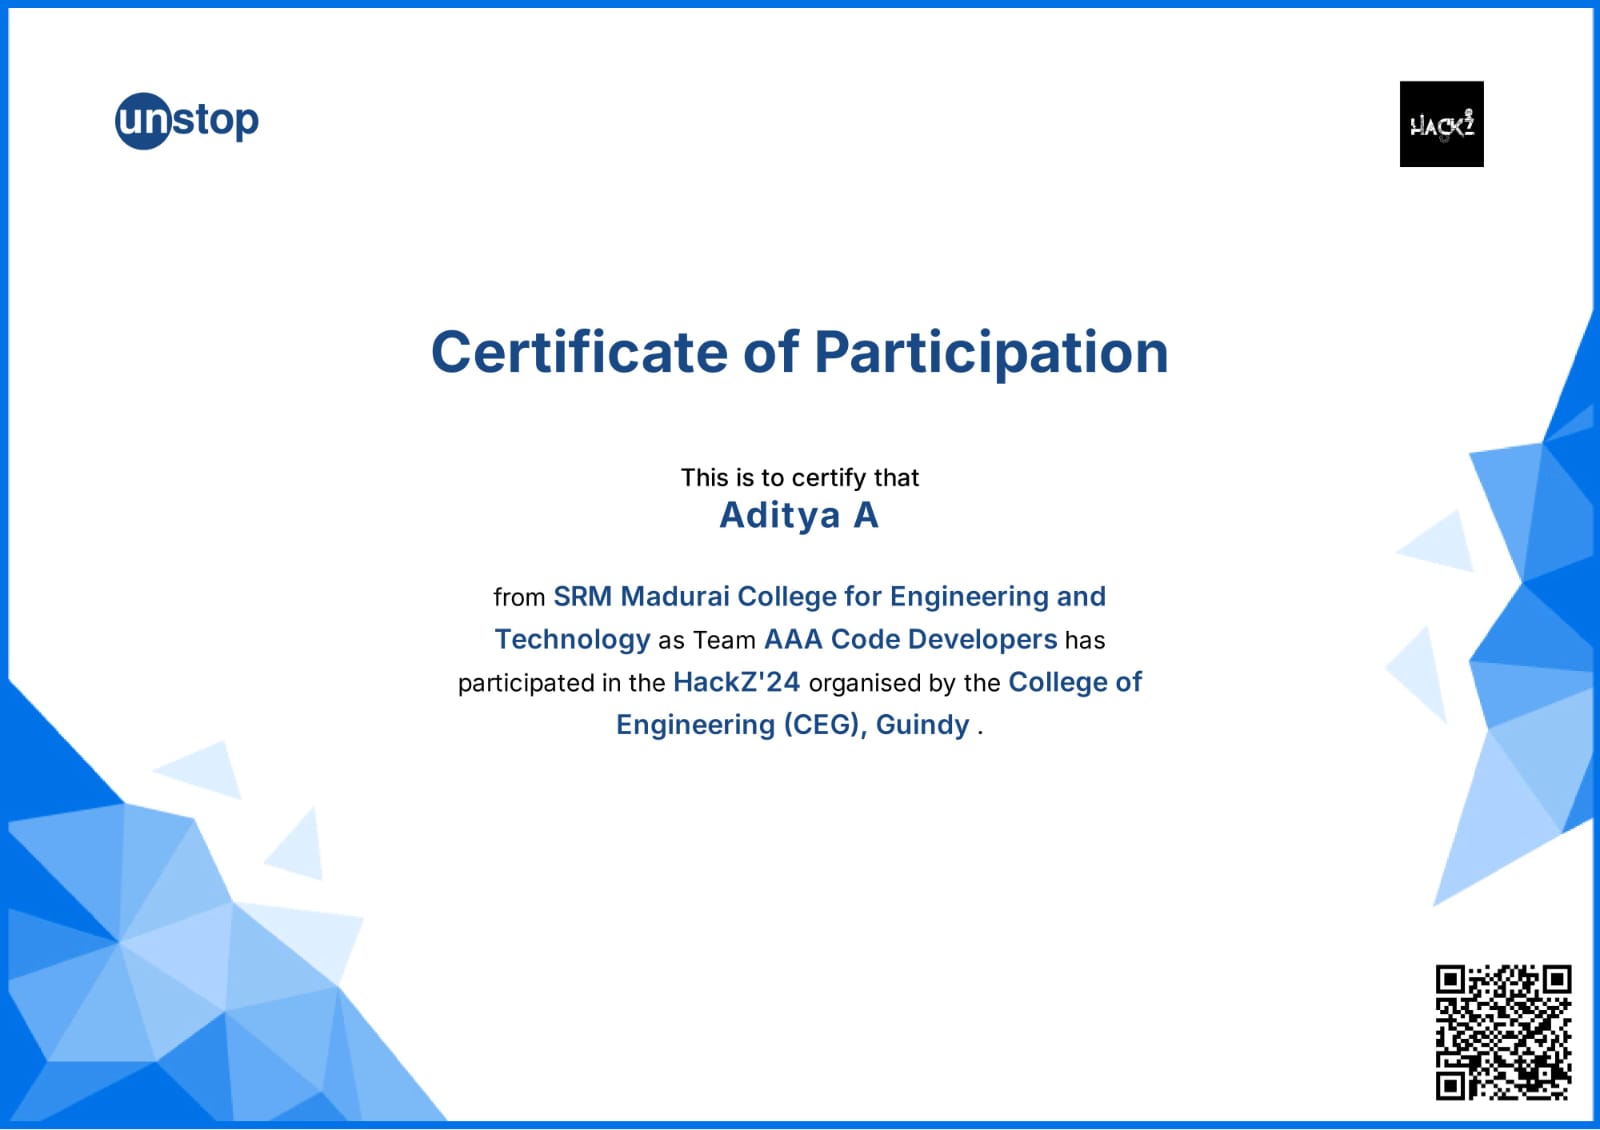 unstop
HACKZ
Certificate of Participation
This is to certify that
Aditya A
from SRM Madurai College for Engineering and
Technology as Team AAA Code Developers has
participated in the HackZ'24 organised by the College of
Engineering (CEG), Guindy .